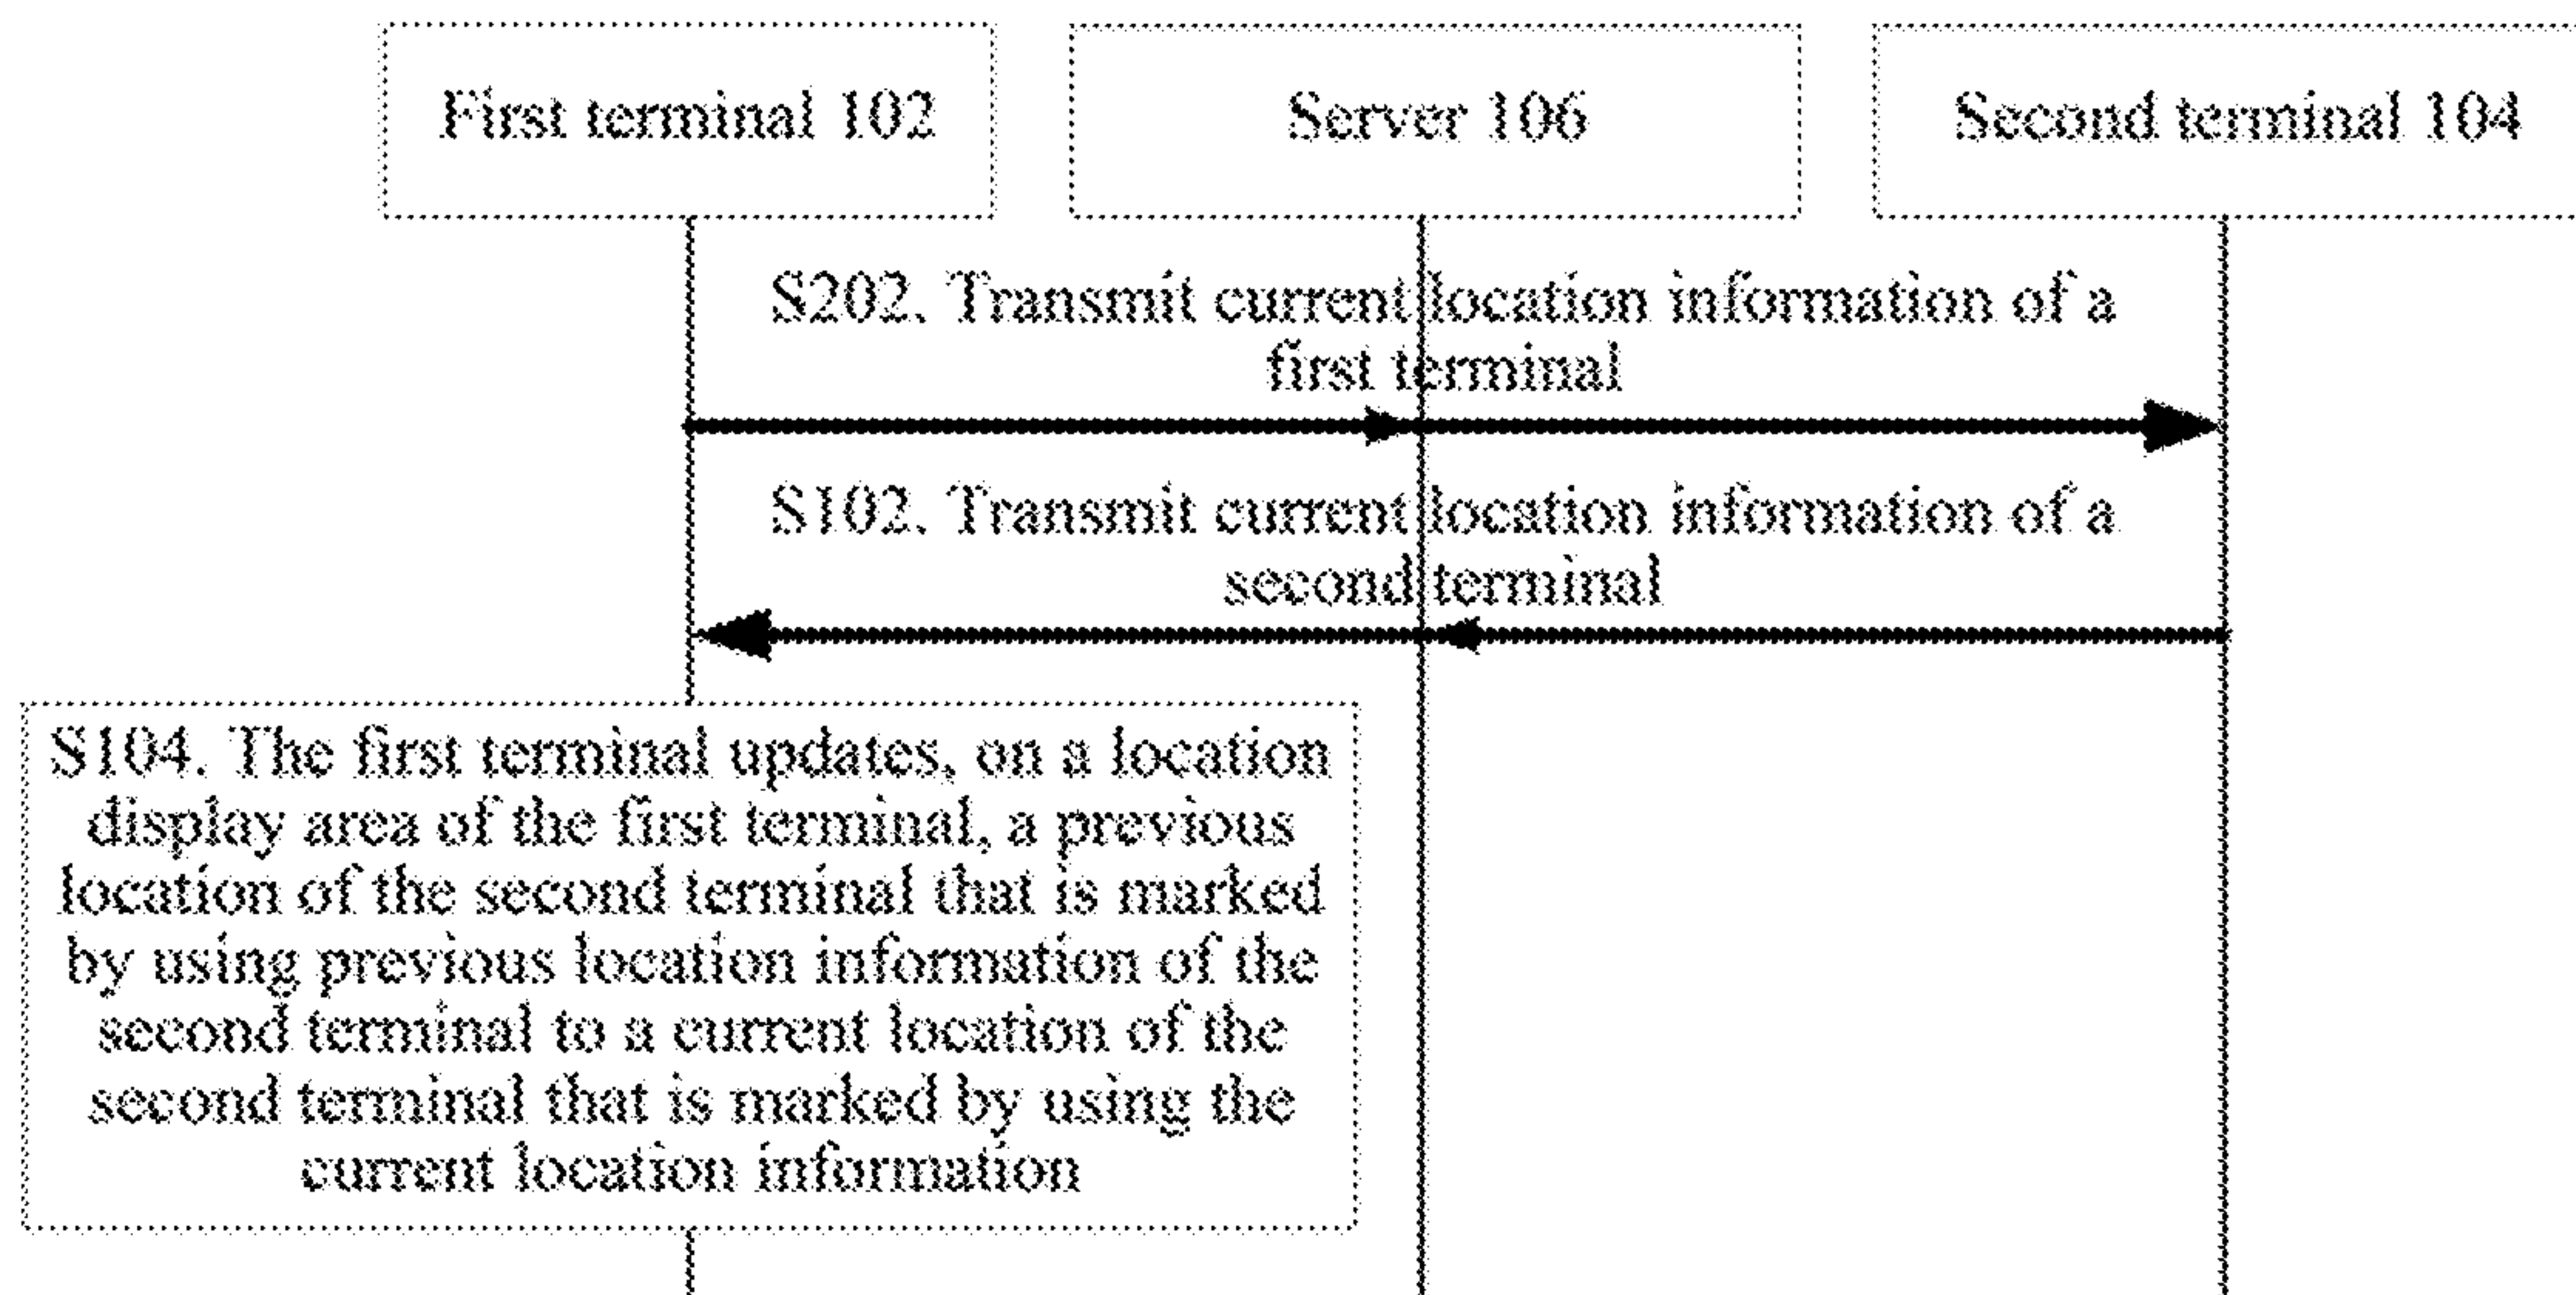 First terminal 102
Server 106
Second terminal 104
S202. Transmit current location information of a
first terminal
S102. Transmit current location information of a
second terminal
S104. The first terminal updates, on a location
display area of the first terminal, a previous
location of the second terminal that is marked
by using previous location information of the
second terminal to a current location of the
second terminal that is marked by using the
current location information